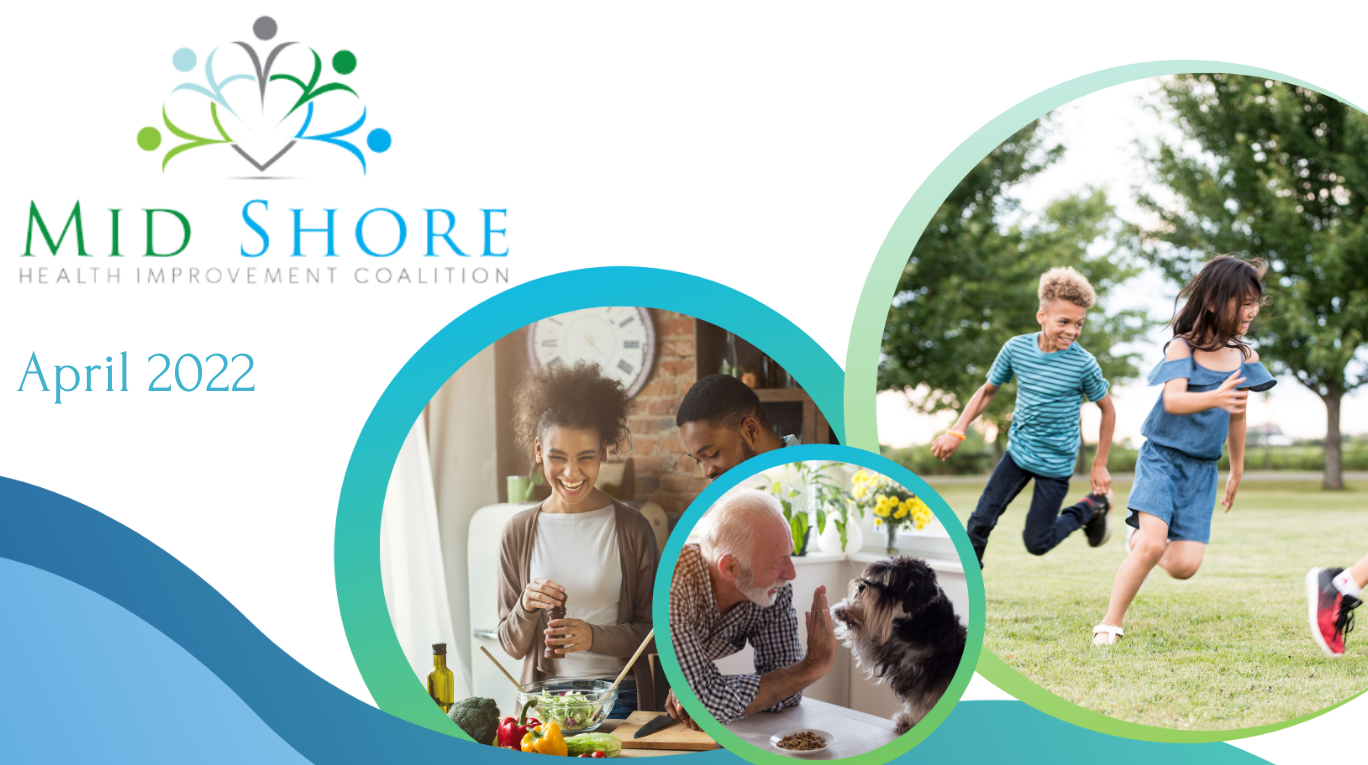 MID SHORE
HEALTH IMPROVEMENT COALITION
April 2022